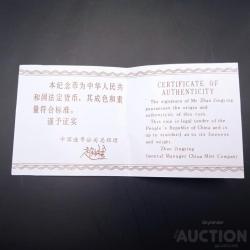 本纪念币为中华人民共
和国法定货币，其成色和重
量符合标准。
谨予证实
中国造币公司总经理
CERTIFICATE OF
AUTHENTICITY
The signature of Mr Zhao Jingting
guarantees the origin and
authenticity of this coin.
This coin is legal tender of the
People's Republic of China and is
up to standard as to its fineness
and weight.
Zhao Jingting
General Manager China Mint Company
AUCTION